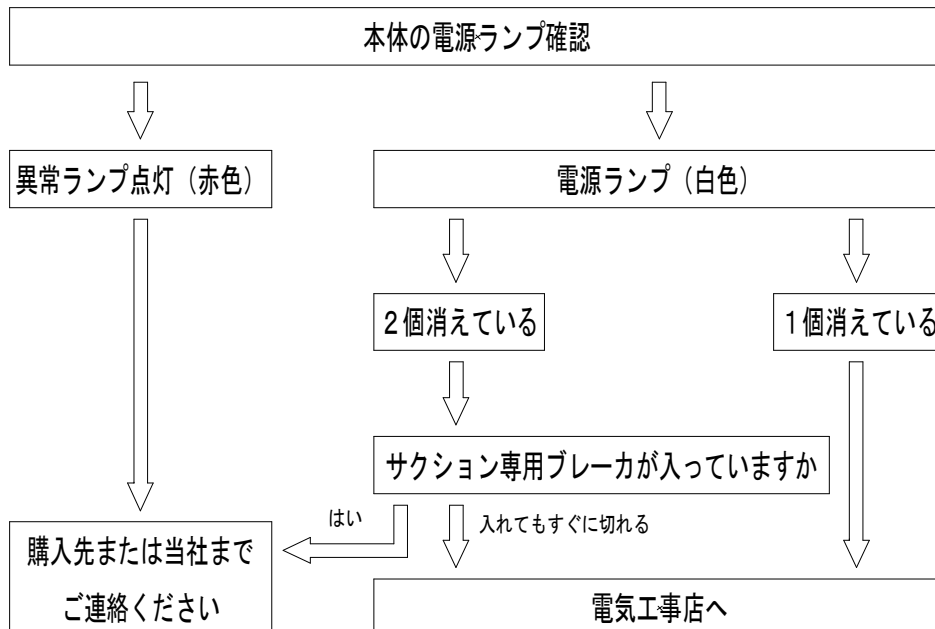 本体の電源ランプ確認
異常ランプ点灯（赤色）
電源ランプ（白色）
２個消えている
１個消えている
サクション専用ブレーカが入っていますか
はい
入れてもすぐに切れる
購入先または当社まで
ご連絡ください
電気工事店へ